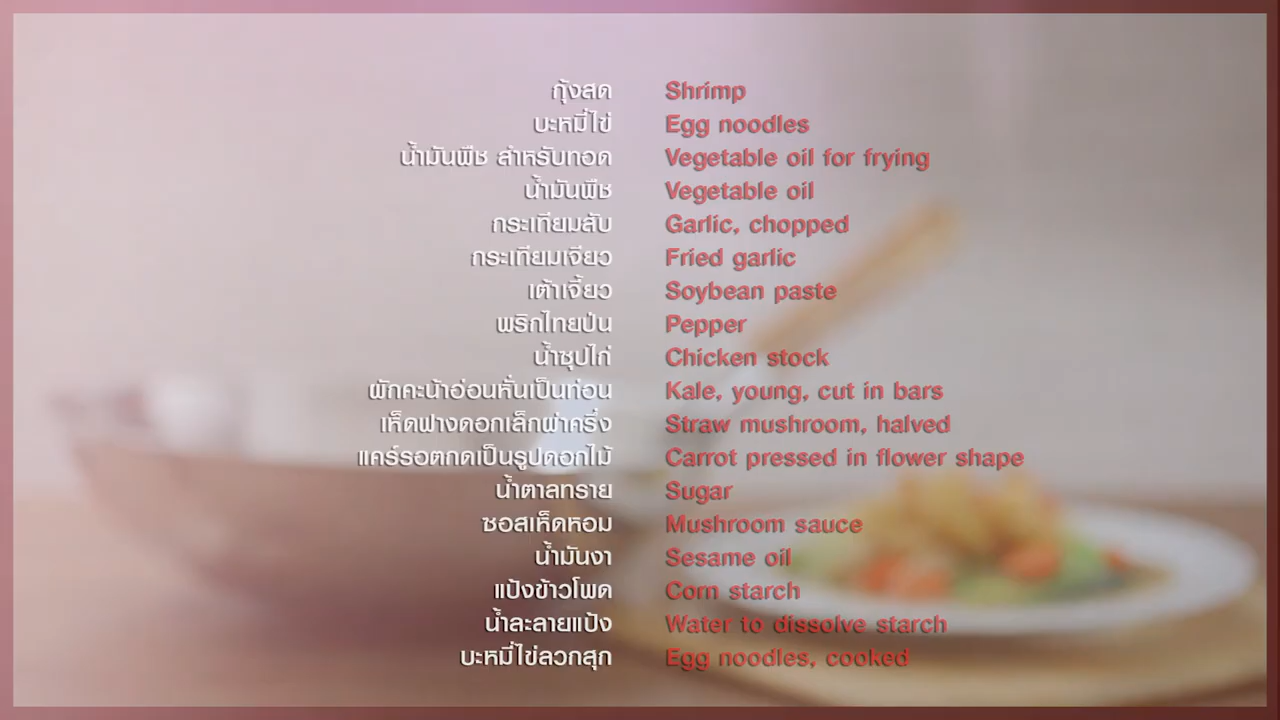 กุ้งสด Shrimp
บะหมี่ไข่ Egg noodles
น้ำมันพืช สำหรับทอด Vegetable oil for frying
น้ำมันพืช Vegetable oil
กระเทียมสับ Garlic, chopped
กระเทียมเจียว Fried garlic
เต้าเจี้ยว Soybean paste
พริกไทยป่น Pepper
น้ำซุปไก่ Chicken stock
ผักคะน้าอ่อนหั่นเป็นท่อน Kale, young, cut in bars
เห็ดฟางดอกเล็กผ่าครึ่ง Straw mushroom, halved
แคร์รอตกดเป็นรูปดอกไม้ Carrot pressed in flower shape
น้ำตาลทราย Sugar
ซอสเห็ดหอม Mushroom sauce
น้ำมันงา Sesame oil
แป้งข้าวโพด Corn starch
น้ำละลายแป้ง Water to dissolve starch
บะหมี่ไข่ลวกสุก Egg noodles, cooked